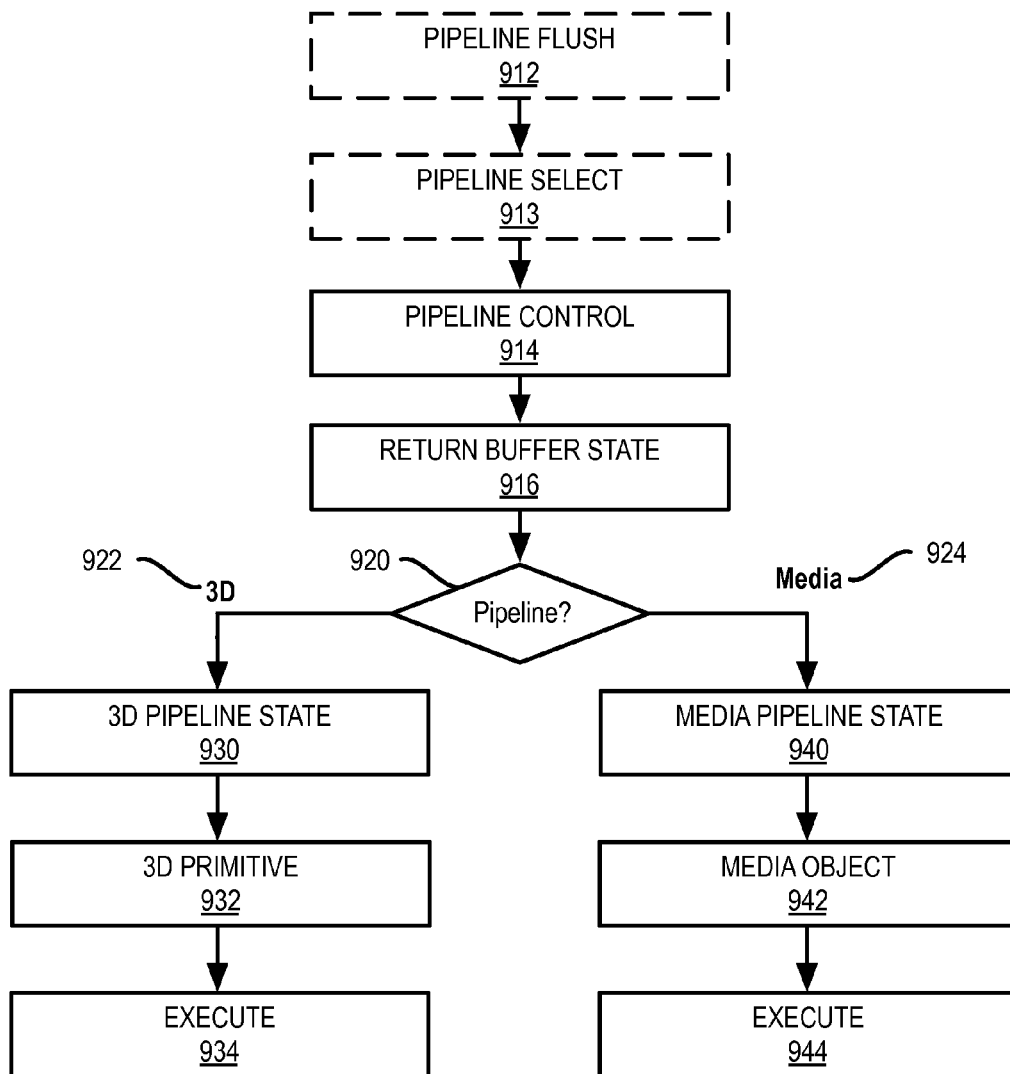 PIPELINE FLUSH
912
PIPELINE SELECT
913
PIPELINE CONTROL
914
RETURN BUFFER STATE
916
922
3D
920
Pipeline?
Media
924
3D PIPELINE STATE
930
MEDIA PIPELINE STATE
940
3D PRIMITIVE
932
MEDIA OBJECT
942
EXECUTE
934
EXECUTE
944